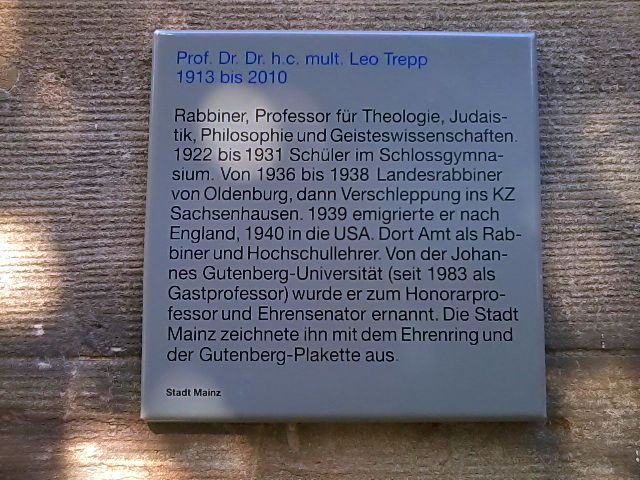 Prof. Dr. Dr. h.c. mult. Leo Trepp
1913 bis 2010
Rabbiner, Professor für Theologie, Judais-
tik, Philosophie und Geisteswissenschaften.
1922 bis 1931 Schüler im Schlossgymna-
sium. Von 1936 bis 1938 Landesrabbiner
von Oldenburg, dann Verschleppung ins KZ
Sachsenhausen. 1939 emigrierte er nach
England, 1940 in die USA. Dort Amt als Rab-
biner und Hochschullehrer. Von der Johan-
nes Gutenberg-Universität (seit 1983 als
Gastprofessor) wurde er zum Honorarpro-
fessor und Ehrensenator ernannt. Die Stadt
Mainz zeichnete ihn mit dem Ehrenring und
der Gutenberg-Plakette aus.
Stadt Mainz